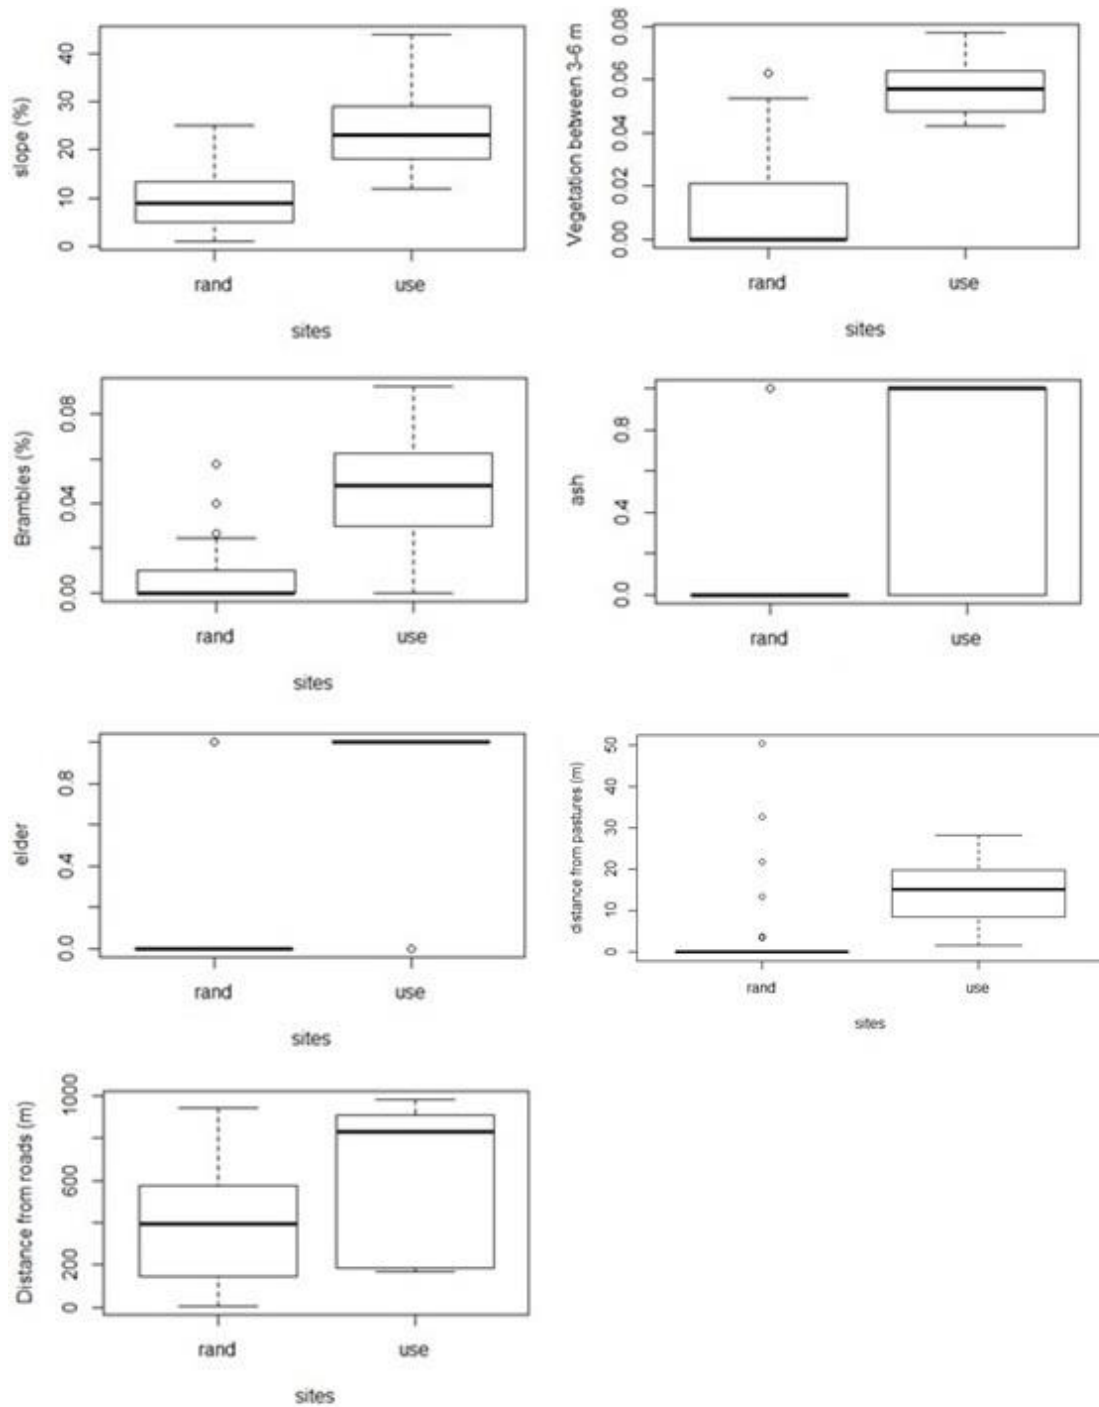 slope (%)
40
30
20
10
0
rand use
sites
Vegetation between 3-6 m
0.08
0.06
0.04
0.02
0.00
rand use
sites
Brambles (%)
0.08
0.04
0.00
rand use
sites
ash
0.8
0.4
0.0
rand use
elder
0.8
0.4
0.0
rand use
sites
distance from pastures (m)
50
40
30
20
10
0
rand use
sites
Distance from roads (m)
1000
600
200
0
rand use
sites